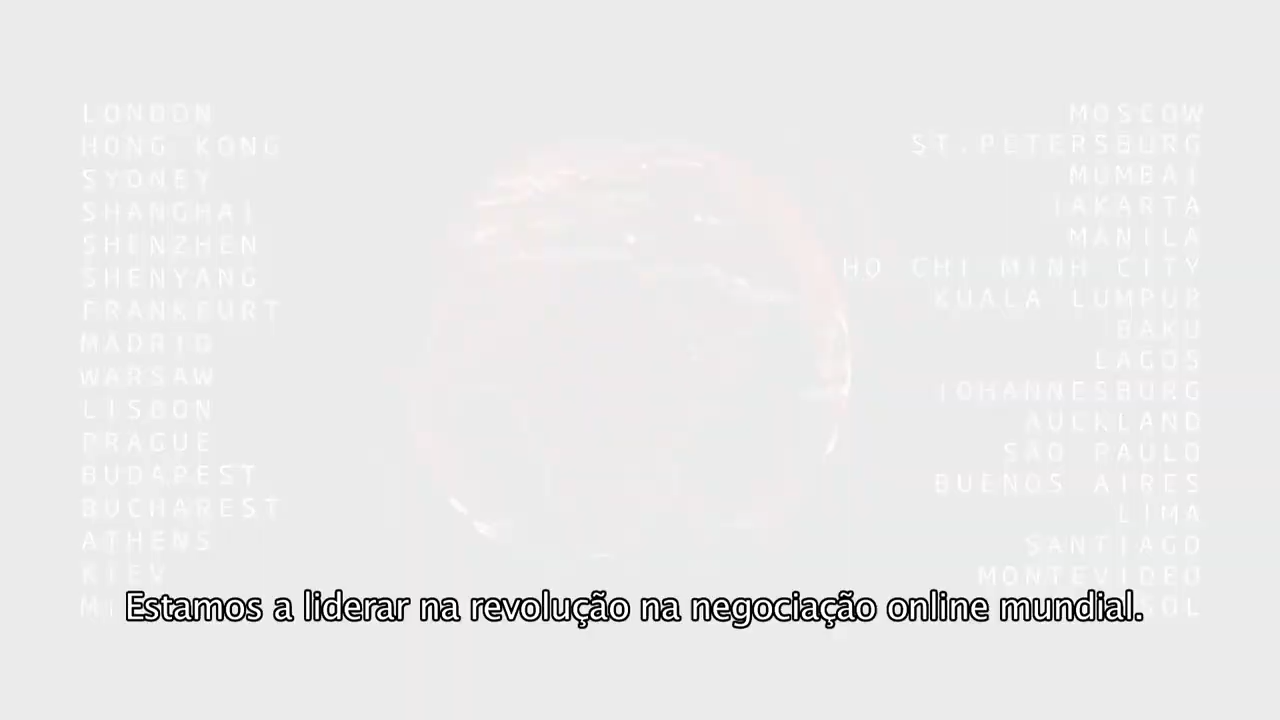 LONDON
HONG KONG
SYDNEY
SHANGHAI
SHENZHEN
SHENYANG
FRANKFURT
MADRID
WARSAW
LISBON
PRAGUE
BUDAPEST
BUCHAREST
ATHENS
KIEV
MOSCOW
ST.PETERSBURG
MUMBAI
JAKARTA
MANILA
HO CHI MINH CITY
KUALA LUMPUR
BAKU
LAGOS
JOHANNESBURG
AUCKLAND
SÃO PAULO
BUENOS AIRES
LIMA
SANTIAGO
MONTEVIDEO
Estamos a liderar na revolução na negociação online mundial.